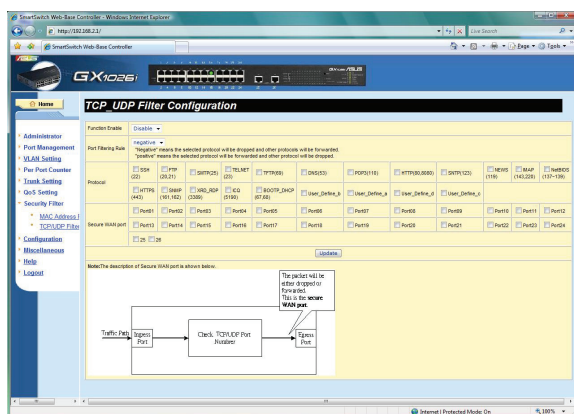 SmartSwitch Web-Base Controller - Windows Internet Explorer
http://192.168.2.1/
Live Search
SmartSwitch Web-Base Controller
Page
Tools
ASUS
GX1026i
ASUS
Home
TCP_UDP Filter Configuration
Administrator
Port Management
VLAN Setting
Per Port Counter
Trunk Setting
QoS Setting
Security Filter
MAC Address F
TCP/UDP Filter
Configuration
Miscellaneous
Help
Logout
Function Enable Disable
Port Filtering Rule negative
"Negative" means the selected protocol will be dropped and other protocols will be forwarded.
"positive" means the selected protocol will be forwarded and other protocol will be dropped.
Protocol
SSH (22) FTP (20,21) SMTP(25) TELNET (23) TFTP(69) DNS(53) POP3(110) HTTP(80,8080) SNTP(123) NEWS (119) IMAP (143,220) NetBIOS (137~139)
HTTPS (443) SNMP (161,162) XRD_RDP (3389) ICQ (5190) BOOTP_DHCP (67,68) User_Define_b User_Define_a User_Define_d User_Define_c
Secure WAN port
Port01 Port02 Port03 Port04 Port05 Port06 Port07 Port08 Port09 Port10 Port11 Port12
Port13 Port14 Port15 Port16 Port17 Port18 Port19 Port20 Port21 Port22 Port23 Port24
25 26
Update
Note:The description of Secure WAN port is shown below.
The packet will be
either dropped or
forwarded.
This is the secure
WAN port.
Traffic Path
Ingress
Port
Check TCP/UDP Port
Number
Egress
Port
Internet | Protected Mode: On
100%